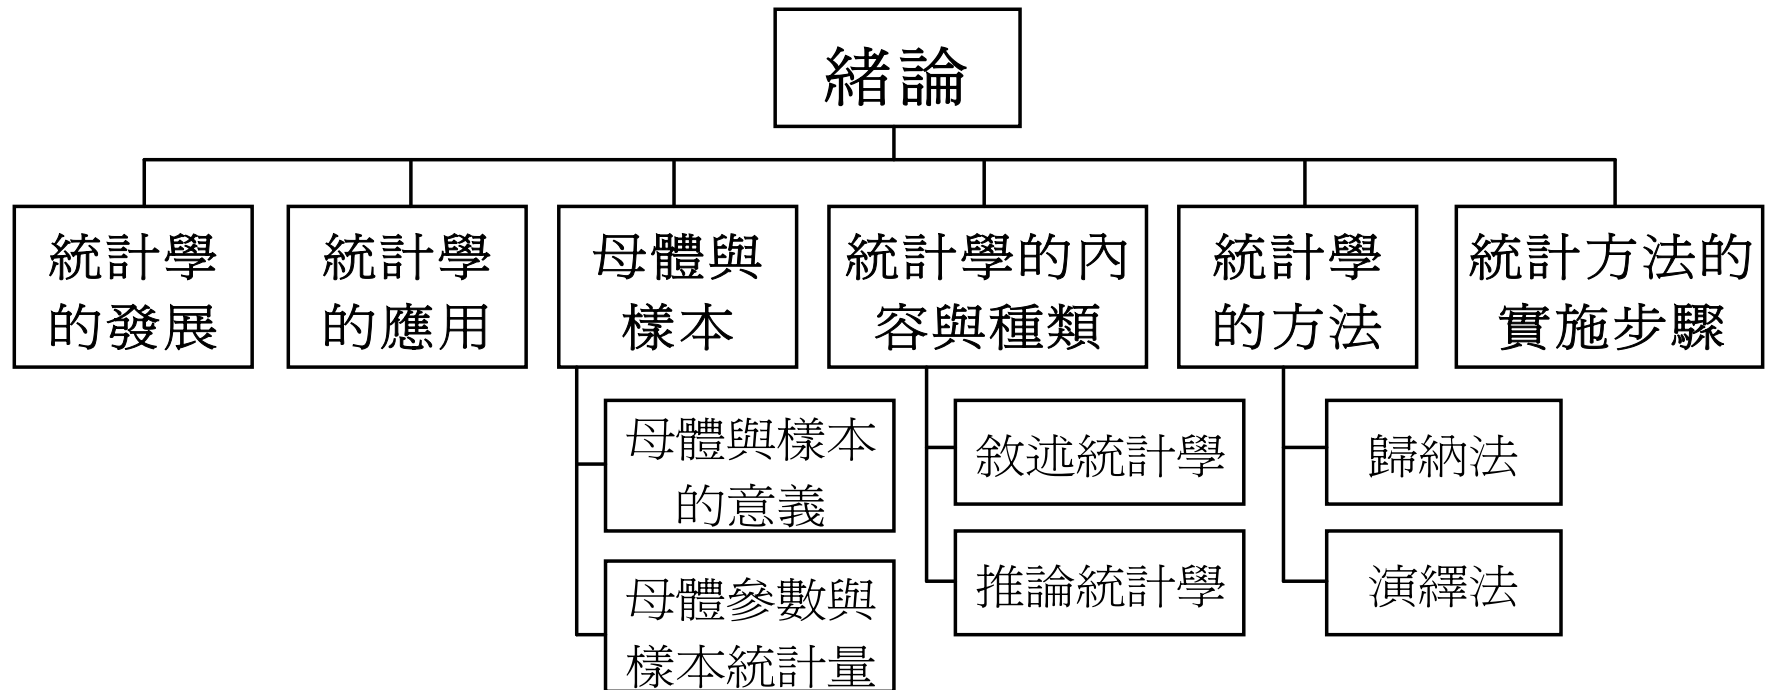 緒論
統計學
的發展
統計學
的應用
母體與
樣本
統計學的內
容與種類
統計學
的方法
統計方法的
實施步驟
母體與樣本
的意義
母體參數與
樣本統計量
敘述統計學
推論統計學
歸納法
演繹法